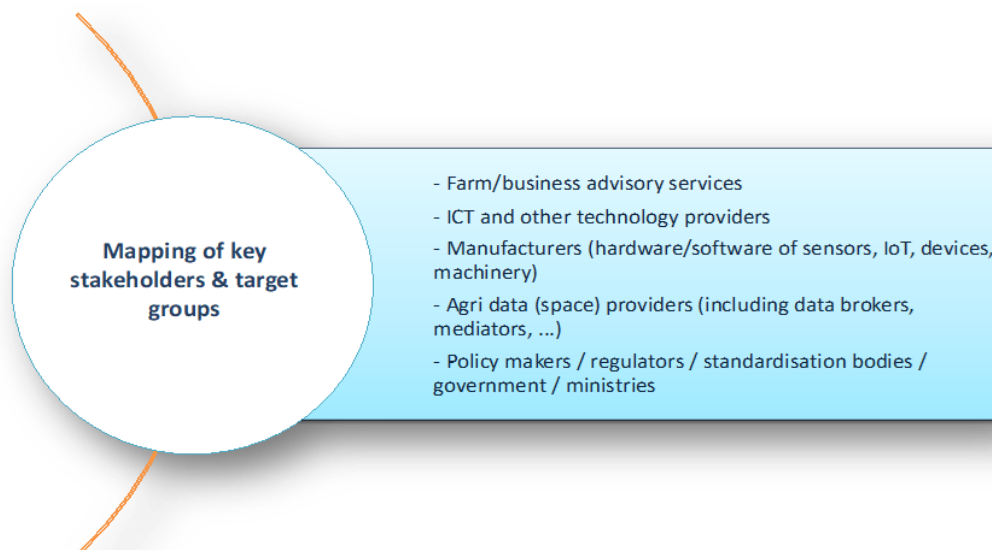 Mapping of key
stakeholders & target
groups
- Farm/business advisory services
- ICT and other technology providers
- Manufacturers (hardware/software of sensors, IoT, devices,
machinery)
- Agri data (space) providers (including data brokers,
mediators, ...)
- Policy makers / regulators / standardisation bodies /
government / ministries